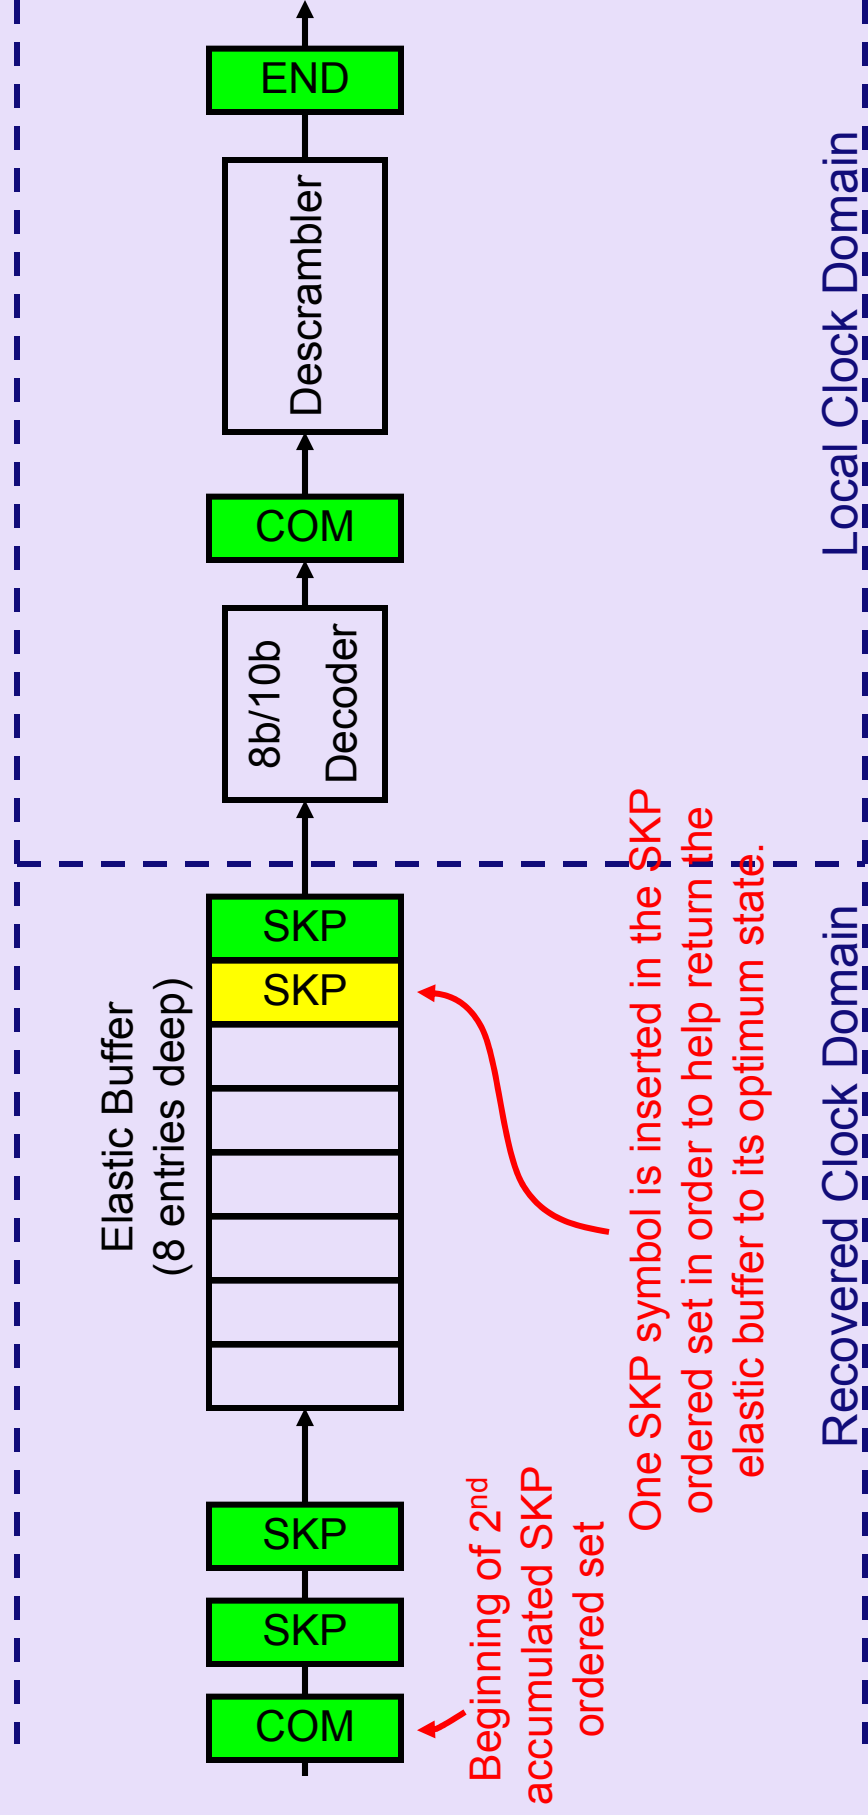 Elastic Buffer
(8 entries deep)
COM
SKP
SKP
SKP
SKP
8b/10b
Decoder
COM
Descrambler
END
Beginning of 2nd
accumulated SKP
ordered set
One SKP symbol is inserted in the SKP
ordered set in order to help return the
elastic buffer to its optimum state.
Recovered Clock Domain
Local Clock Domain